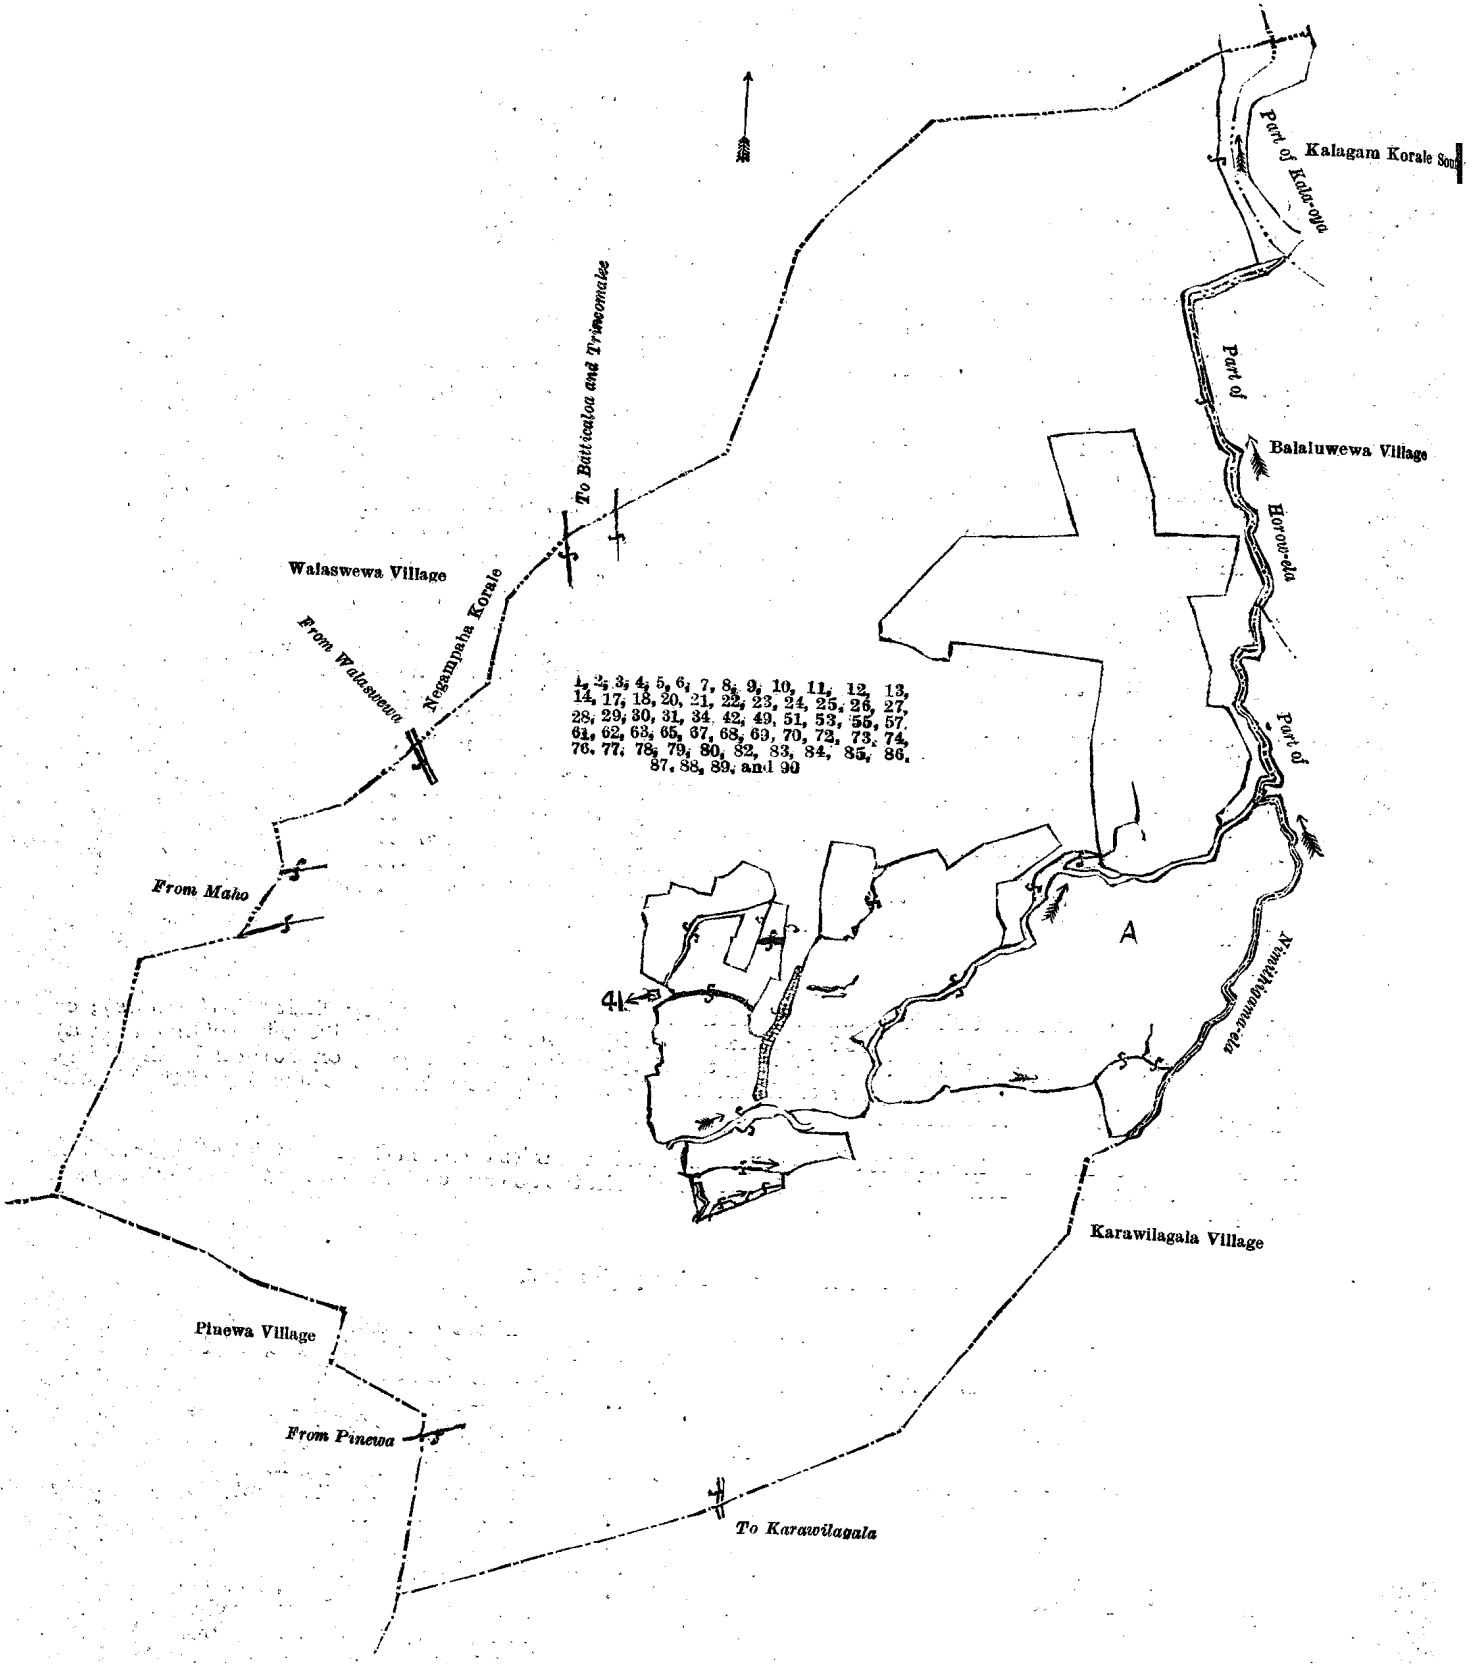 Part of Kala-oya
Kalagam Korale
To Batticaloa and Trincomalee
Part of
Balaluwewa Village
Horow-ela
Walaswewa Village
Negampaha Korale
From Walaswewa
1, 2, 3, 4, 5, 6, 7, 8, 9, 10, 11, 12, 13,
14, 17, 18, 20, 21, 22, 23, 24, 25, 26, 27,
28, 29, 30, 31, 34, 42, 49, 51, 53, 55, 57,
61, 62, 63, 65, 67, 68, 69, 70, 72, 73, 74,
76, 77, 78, 79, 80, 82, 83, 84, 85, 86,
87, 88, 89, and 90
Part of
From Maho
A
41
Karawilagala Village
Pinewa Village
From Pinewa
To Karawilagala